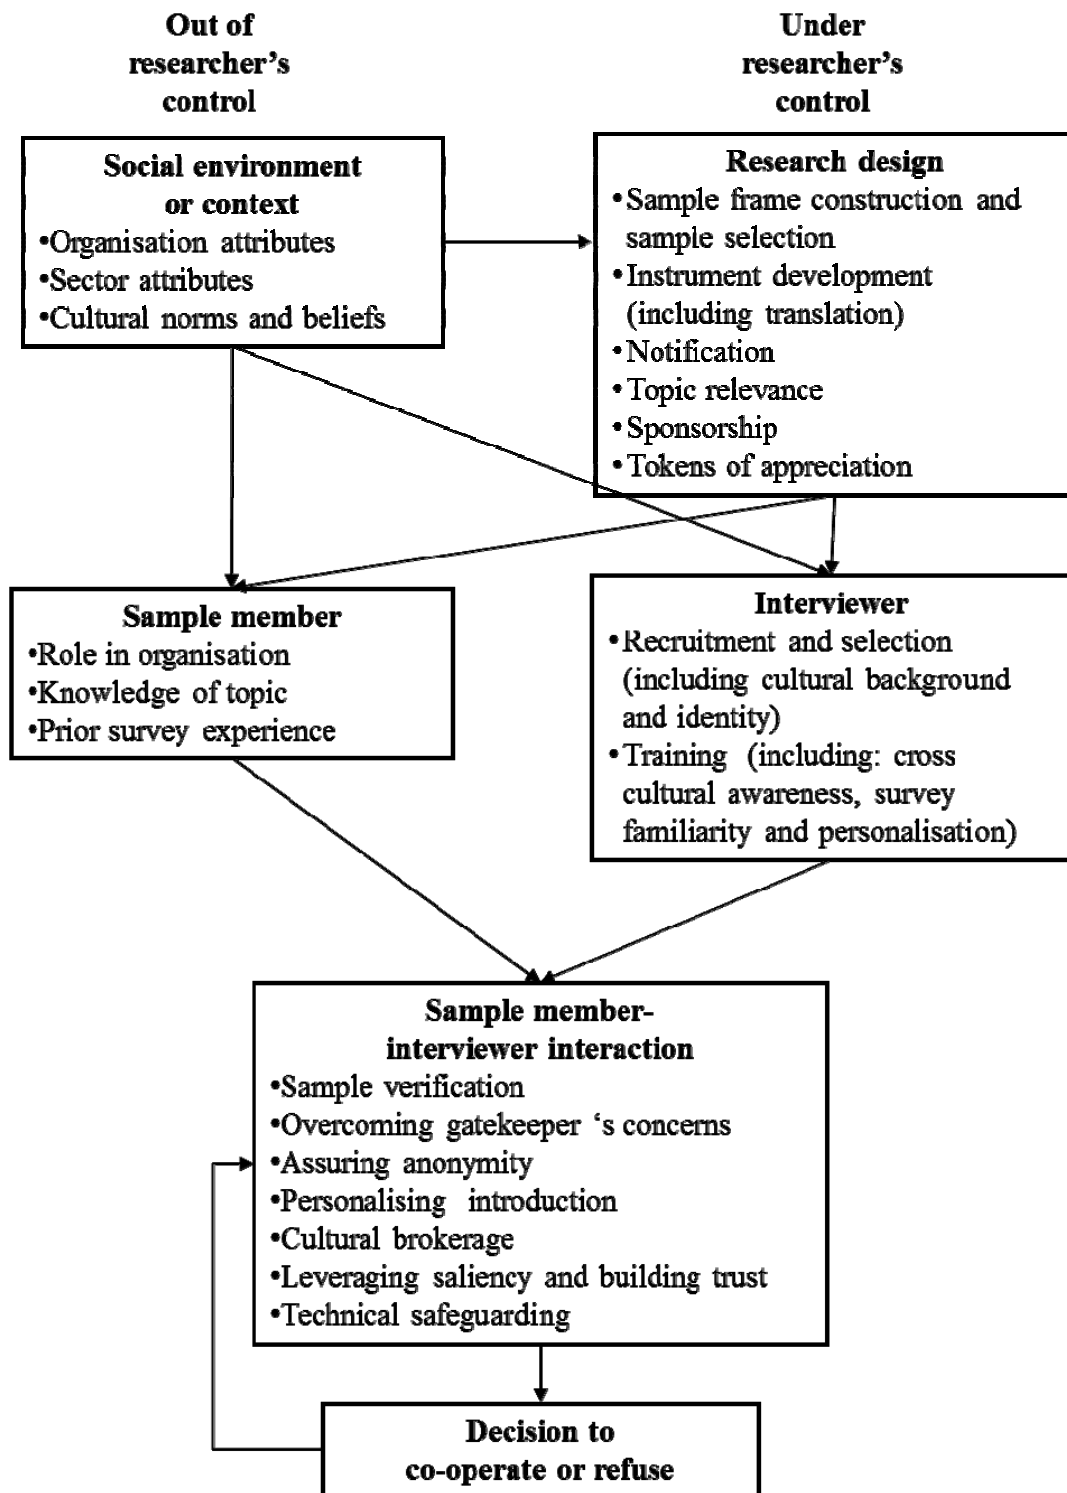 Out of
researcher's
control
Under
researcher's
control
Social environment
or context
•Organisation attributes
•Sector attributes
•Cultural norms and beliefs
Research design
•Sample frame construction and
sample selection
•Instrument development
(including translation)
•Notification
•Topic relevance
•Sponsorship
•Tokens of appreciation
Sample member
•Role in organisation
•Knowledge of topic
•Prior survey experience
Interviewer
•Recruitment and selection
(including cultural background
and identity)
•Training (including: cross
cultural awareness, survey
familiarity and personalisation)
Sample member-
interviewer interaction
•Sample verification
•Overcoming gatekeeper ‘s concerns
•Assuring anonymity
•Personalising introduction
•Cultural brokerage
•Leveraging saliency and building trust
•Technical safeguarding
Decision to
co-operate or refuse